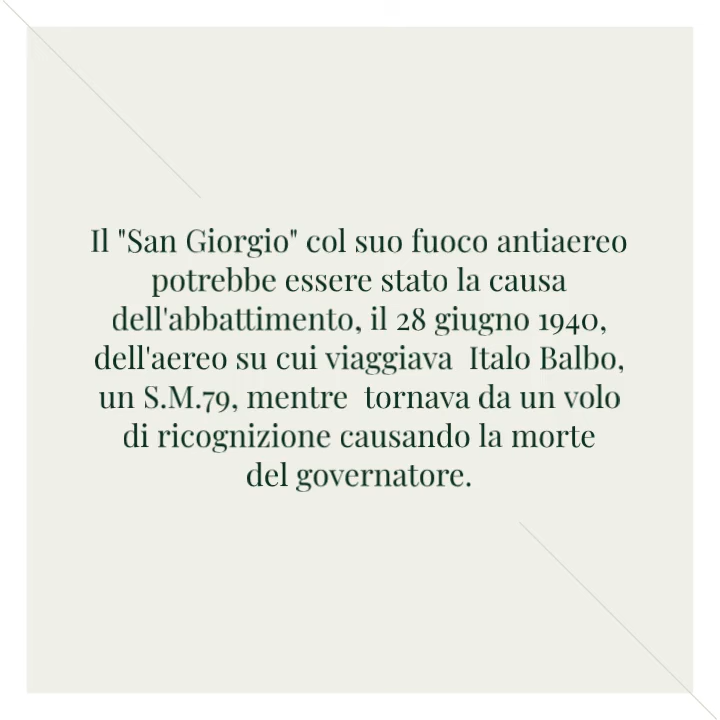 Il "San Giorgio" col suo fuoco antiaereo
potrebbe essere stato la causa
dell'abbattimento, il 28 giugno 1940,
dell'aereo su cui viaggiava  Italo Balbo,
un S.M.79, mentre  tornava da un volo
di ricognizione causando la morte
del governatore.